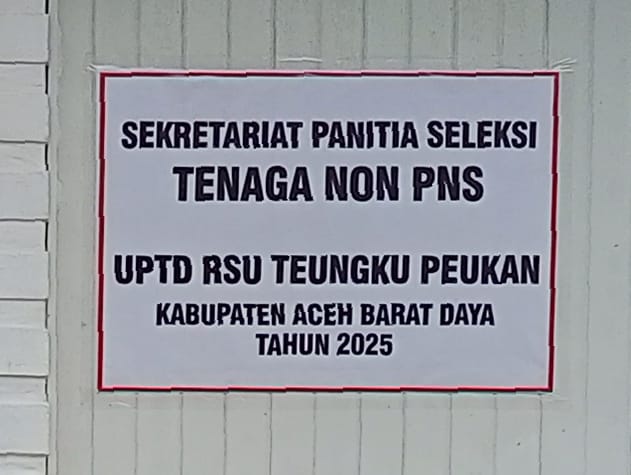 SEKRETARIAT PANITIA SELEKSI
TENAGA NON PNS
UPTD RSU TEUNGKU PEUKAN
KABUPATEN ACEH BARAT DAYA
TAHUN 2025